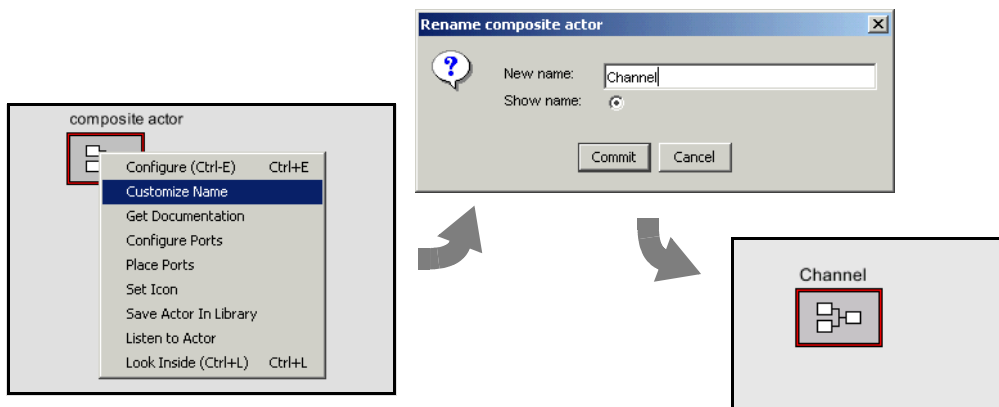 composite actor
Configure (Ctrl-E) Ctrl+E
Customize Name
Get Documentation
Configure Ports
Place Ports
Set Icon
Save Actor In Library
Listen to Actor
Look Inside (Ctrl+L) Ctrl+L
Rename composite actor
New name: Channel
Show name:
Commit Cancel
Channel